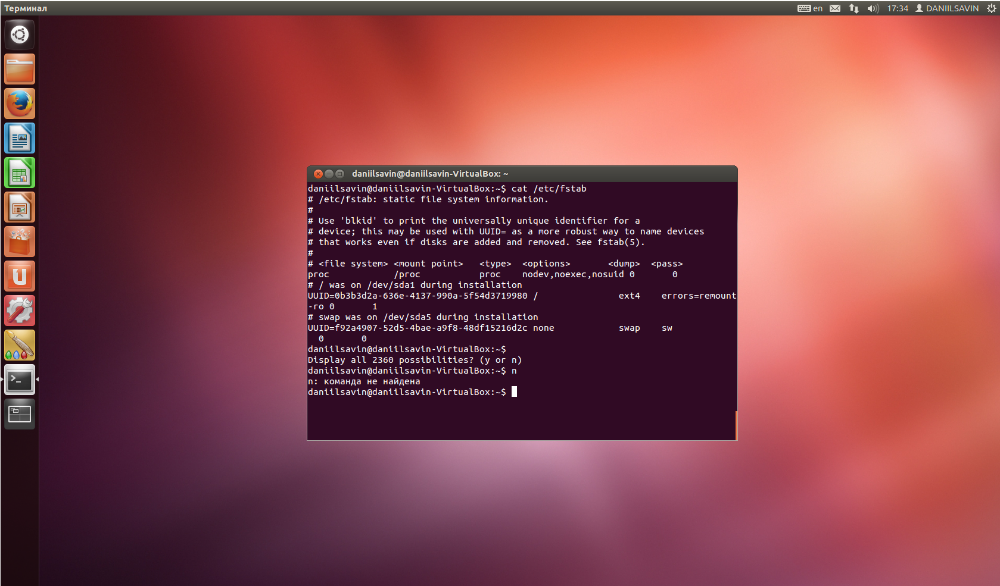 Терминал en 17:34 DANIILSAVIN
daniilsavin@daniilsavin-VirtualBox: ~
daniilsavin@daniilsavin-VirtualBox:~$ cat /etc/fstab
# /etc/fstab: static file system information.
#
# Use 'blkid' to print the universally unique identifier for a
# device; this may be used with UUID= as a more robust way to name devices
# that works even if disks are added and removed. See fstab(5).
#
# <file system> <mount point>   <type>  <options>       <dump>  <pass>
proc            /proc           proc    nodev,noexec,nosuid 0       0
# / was on /dev/sda1 during installation
UUID=0b3b3d2a-636e-4137-990a-5f54d3719980 /               ext4    errors=remount
-ro 0       1
# swap was on /dev/sda5 during installation
UUID=f92a4907-52d5-4bae-a9f8-48df15216d2c none            swap    sw
  0       0
daniilsavin@daniilsavin-VirtualBox:~$
Display all 2360 possibilities? (y or n)
daniilsavin@daniilsavin-VirtualBox:~$ n
n: команда не найдена
daniilsavin@daniilsavin-VirtualBox:~$